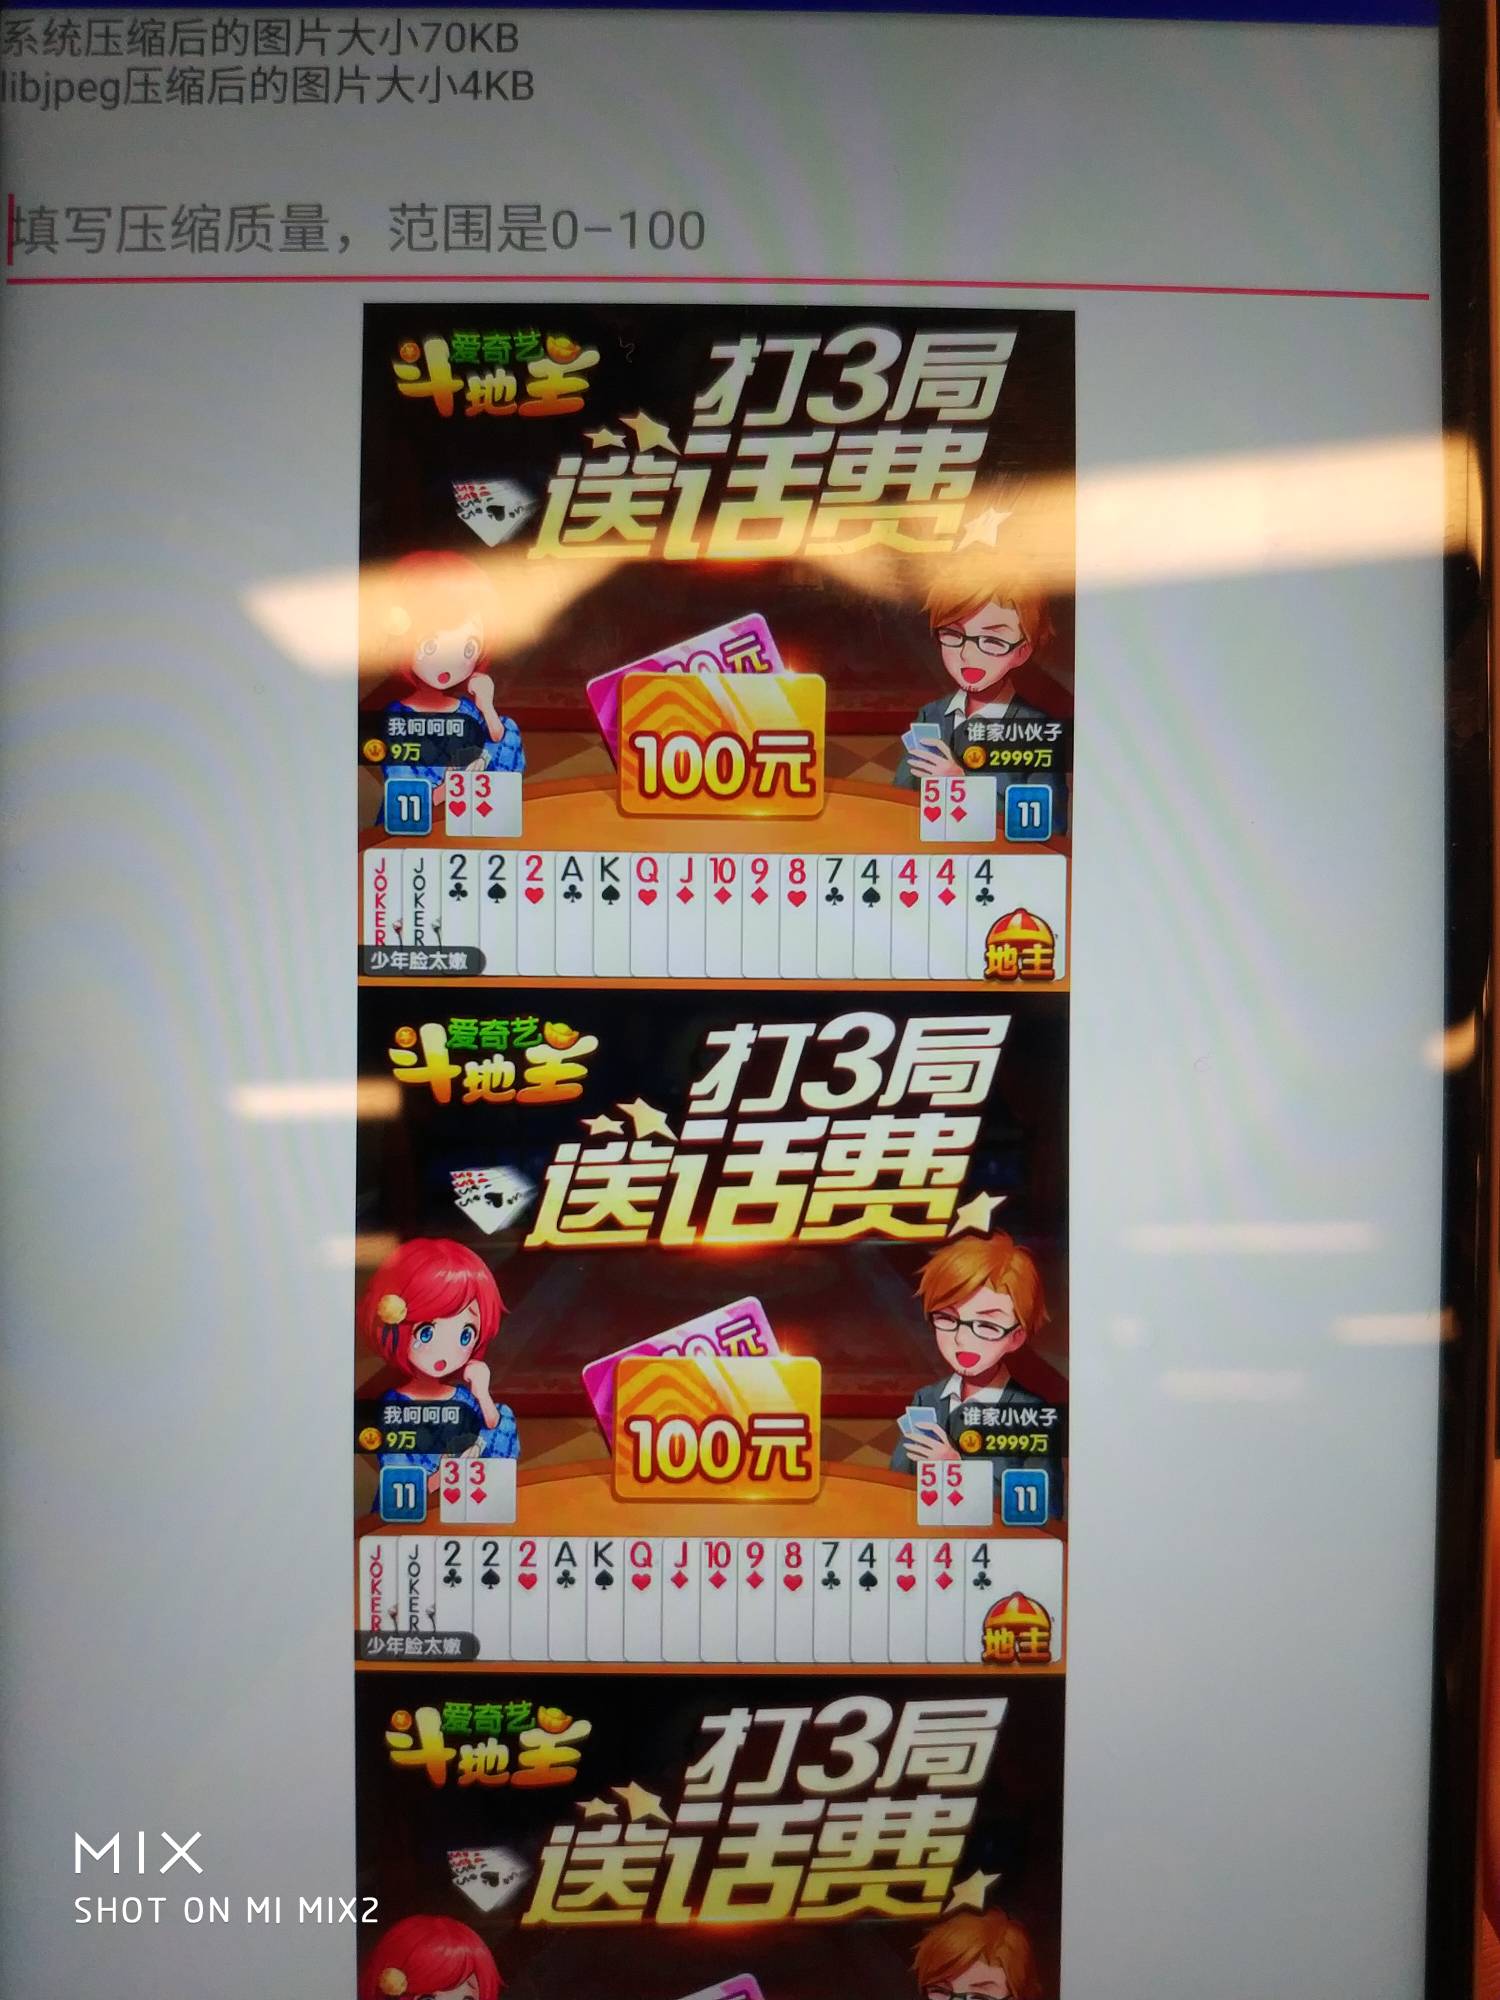 系统压缩后的图片大小70KB
libjpeg压缩后的图片大小4KB
填写压缩质量，范围是0-100
爱奇艺
斗地主
打3局
送话费
元
100元
我呵呵呵
9万
谁家小伙子
2999万
11
3 3
5 5
11
JOKER JOKER 2 2 2 A K Q J 10 9 8 7 4 4 4 4
少年脸太嫩
地主
爱奇艺
斗地主
打3局
送话费
元
100元
我呵呵呵
9万
谁家小伙子
2999万
11
3 3
5 5
11
JOKER JOKER 2 2 2 A K Q J 10 9 8 7 4 4 4 4
少年脸太嫩
地主
爱奇艺
斗地主
打3局
送话费
MIX
SHOT ON MI MIX2